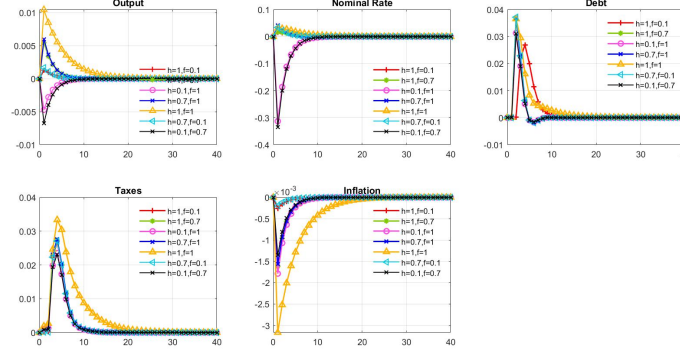 Output
0.015
0.01
0.005
0
-0.005
-0.01
0 10 20 30 40
h=1,f=0.1
h=1,f=0.7
h=0.1,f=1
h=0.7,f=1
h=1,f=1
h=0.7,f=0.1
h=0.1,f=0.7
Nominal Rate
0.1
0
-0.1
-0.2
-0.3
-0.4
0 10 20 30 40
h=1,f=0.1
h=1,f=0.7
h=0.1,f=1
h=0.7,f=1
h=1,f=1
h=0.7,f=0.1
h=0.1,f=0.7
Debt
0.04
0.03
0.02
0.01
0
-0.01
0 10 20 30
h=1,f=0.1
h=1,f=0.7
h=0.1,f=1
h=0.7,f=1
h=1,f=1
h=0.7,f=0.1
h=0.1,f=0.7
Taxes
0.04
0.03
0.02
0.01
0
-0.01
0 10 20 30 40
h=1,f=0.1
h=1,f=0.7
h=0.1,f=1
h=0.7,f=1
h=1,f=1
h=0.7,f=0.1
h=0.1,f=0.7
Inflation
× 10⁻³
0
-0.5
-1
-1.5
-2
-2.5
-3
0 10 20 30 40
h=1,f=0.1
h=1,f=0.7
h=0.1,f=1
h=0.7,f=1
h=1,f=1
h=0.7,f=0.1
h=0.1,f=0.7